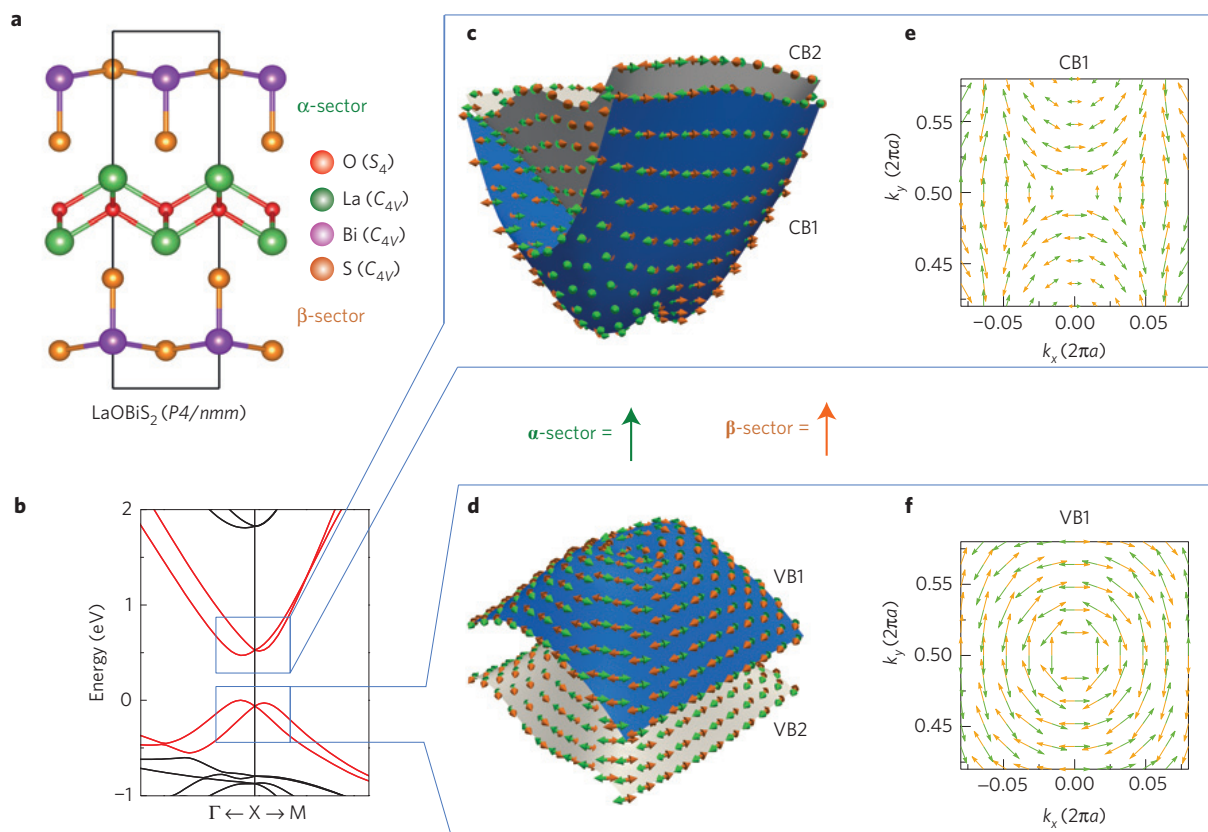 a
α-sector
O (S4)
La (C4V)
Bi (C4V)
S (C4V)
β-sector
LaOBiS2 (P4/nmm)
b
2
1
0
−1
Energy (eV)
Γ ← X → M
c
CB2
CB1
α-sector =
β-sector =
d
VB1
VB2
e
CB1
0.55
0.50
0.45
ky (2πa)
−0.05 0.00 0.05
kx (2πa)
f
VB1
0.55
0.50
0.45
ky (2πa)
−0.05 0.00 0.05
kx (2πa)